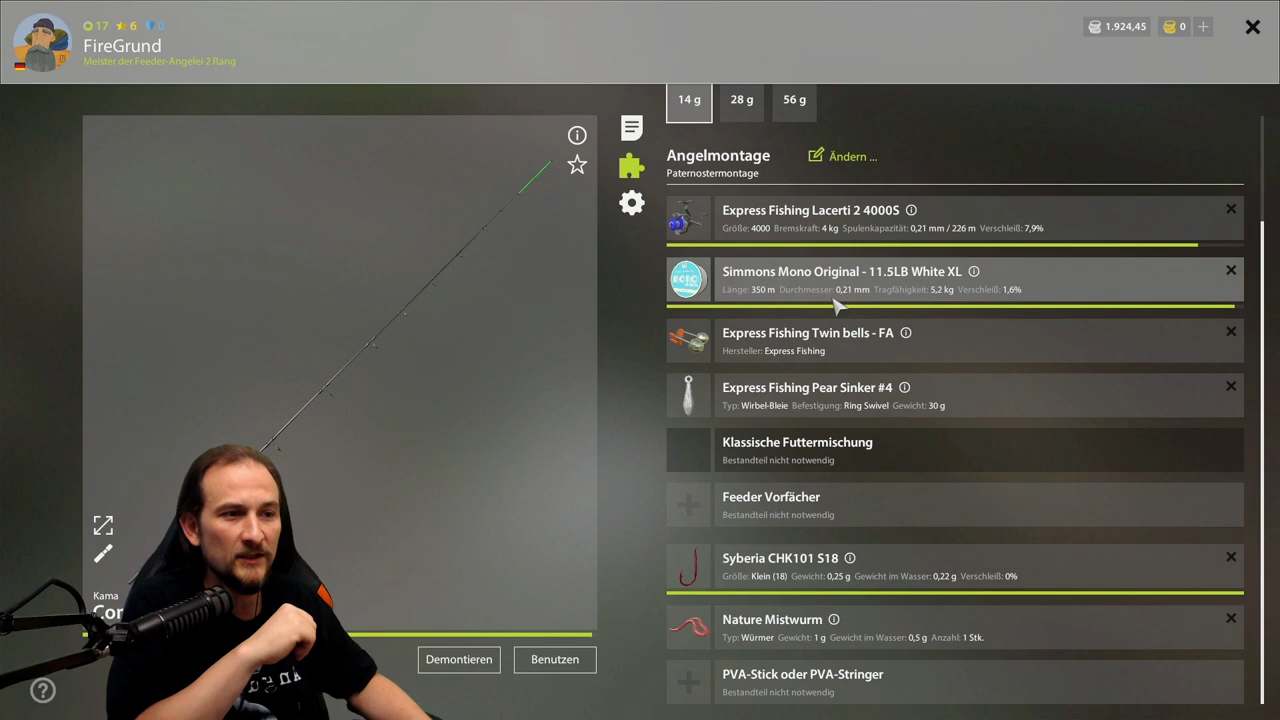 17 6 0
FireGrund
Meister der Feeder-Angelei 2 Rang
1.924,45
0
14 g
28 g
56 g
Angelmontage
Ändern ...
Paternostermontage
Express Fishing Lacerti 2 4000S
Größe: 4000 Bremskraft: 4 kg Spulenkapazität: 0,21 mm / 226 m Verschleiß: 7,9%
Simmons Mono Original - 11.5LB White XL
Länge: 350 m Durchmesser: 0,21 mm Tragfähigkeit: 5,2 kg Verschleiß: 1,6%
Express Fishing Twin bells - FA
Hersteller: Express Fishing
Express Fishing Pear Sinker #4
Typ: Wirbel-Bleie Befestigung: Ring Swivel Gewicht: 30 g
Klassische Futtermischung
Bestandteil nicht notwendig
Feeder Vorfächer
Bestandteil nicht notwendig
Syberia CHK101 S18
Größe: Klein (18) Gewicht: 0,25 g Gewicht im Wasser: 0,22 g Verschleiß: 0%
Nature Mistwurm
Typ: Würmer Gewicht: 1 g Gewicht im Wasser: 0,5 g Anzahl: 1 Stk.
PVA-Stick oder PVA-Stringer
Bestandteil nicht notwendig
Kama
Demontieren
Benutzen